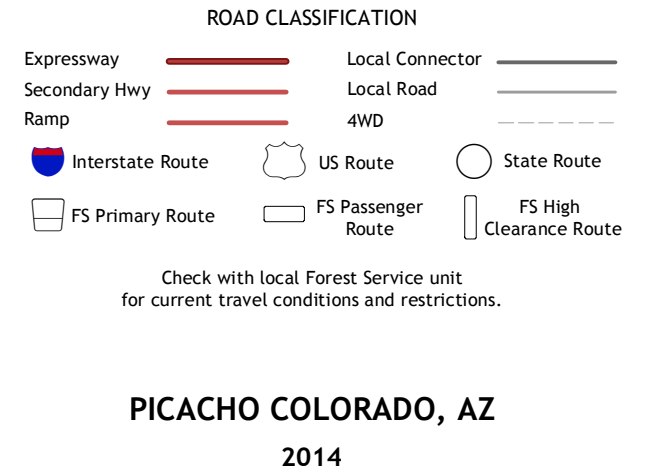 ROAD CLASSIFICATION
Expressway
Local Connector
Secondary Hwy
Local Road
Ramp
4WD
Interstate Route
US Route
State Route
FS Primary Route
FS Passenger
Route
FS High
Clearance Route
Check with local Forest Service unit
for current travel conditions and restrictions.
PICACHO COLORADO, AZ
2014